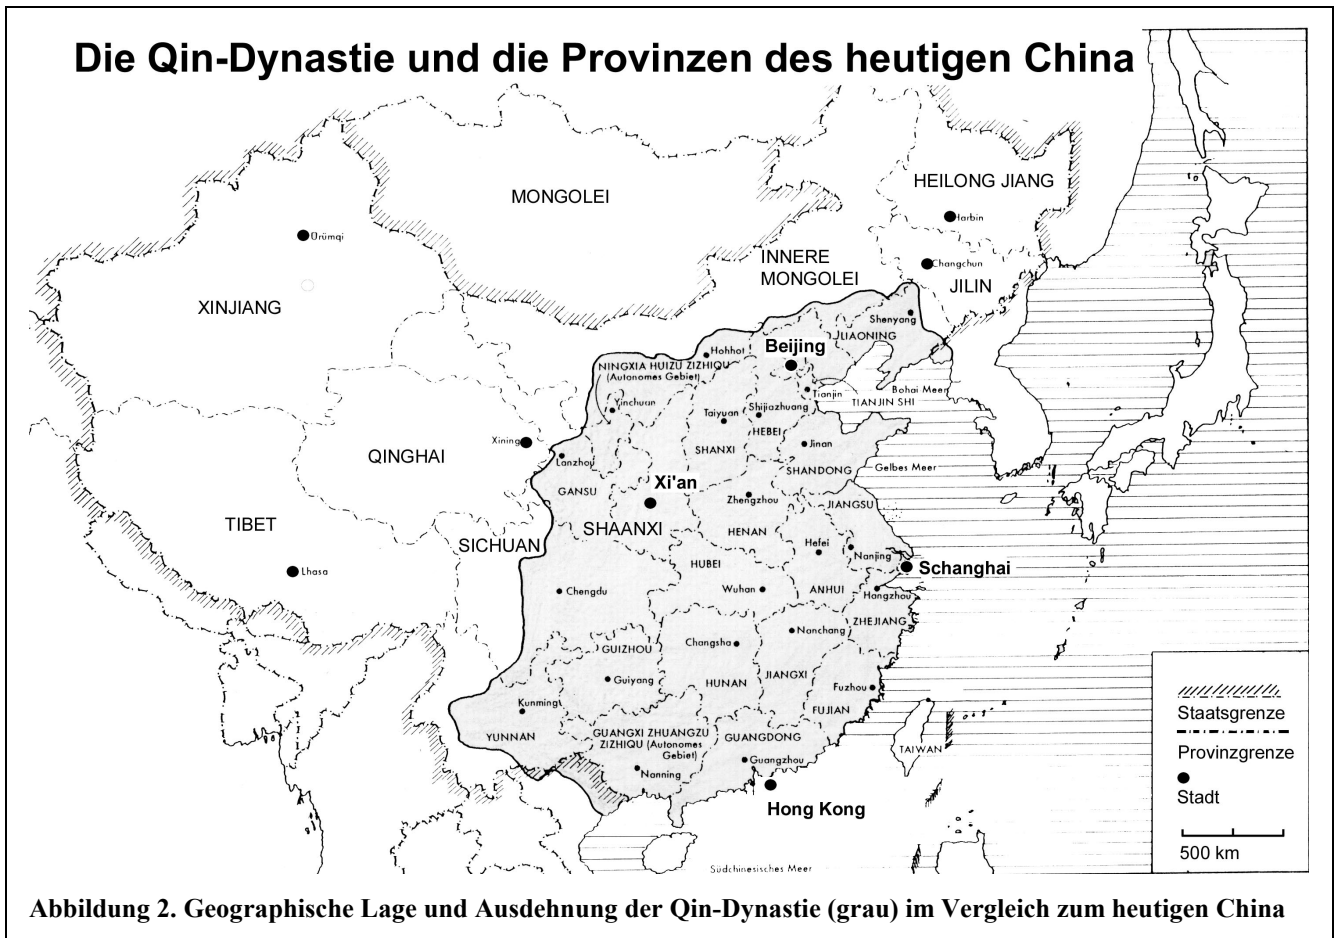 Die Qin-Dynastie und die Provinzen des heutigen China
HEILONG JIANG
MONGOLEI
Harbin
Ürümqi
INNERE
MONGOLEI
Changchun
JILIN
XINJIANG
Shenyang
LIAONING
Beijing
Hohhot
NINGXIA HUIZU ZIZHIQU
(Autonomes Gebiet)
Bohai Meer
Tianjin
TIANJIN SHI
Yinchuan
Taiyuan
Shijiazhuang
HEBEI
Xining
Jinan
SHANXI
QINGHAI
Lanzhou
SHANDONG
Gelbes Meer
Xi'an
GANSU
Zhengzhou
JIANGSU
TIBET
SHAANXI
HENAN
SICHUAN
Hefei
Nanjing
HUBEI
Schanghai
Lhasa
Chengdu
Wuhan
ANHUI
Hangzhou
ZHEJIANG
Nanchang
Changsha
GUIZHOU
JIANGXI
Guiyang
HUNAN
Fuzhou
Kunming
FUJIAN
YUNNAN
GUANGXI ZHUANGZU
ZIZHIQU (Autonomes
Gebiet)
GUANGDONG
TAIWAN
Guangzhou
Nanning
Hong Kong
Südchinesisches Meer
Staatsgrenze
Provinzgrenze
Stadt
500 km
Abbildung 2. Geographische Lage und Ausdehnung der Qin-Dynastie (grau) im Vergleich zum heutigen China